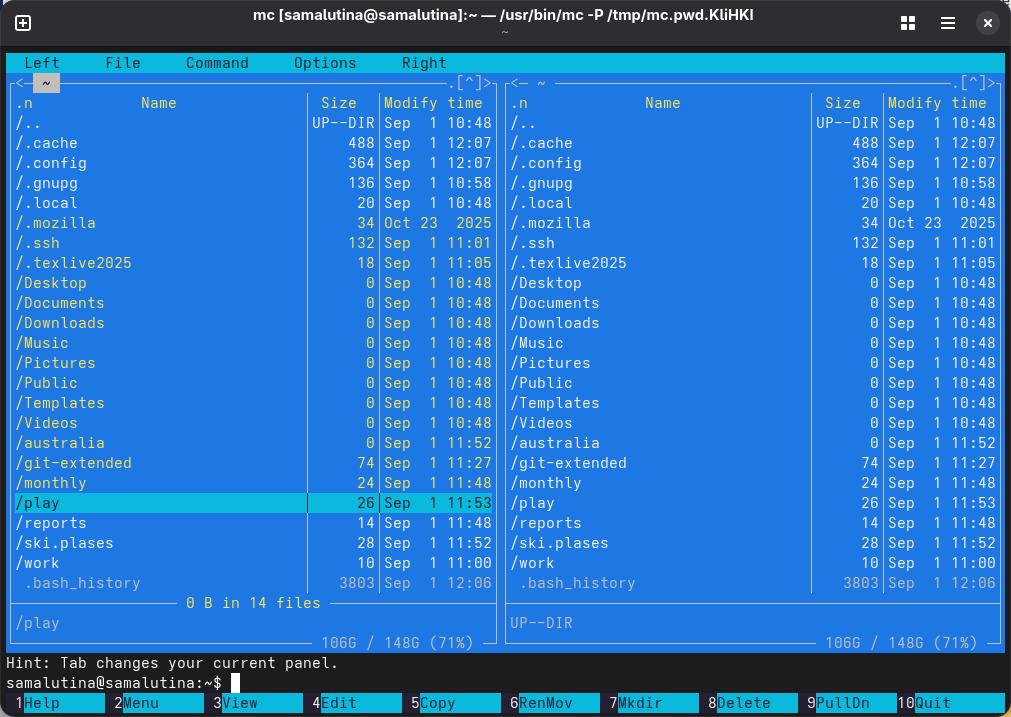 mc [samalutina@samalutina]:~ — /usr/bin/mc -P /tmp/mc.pwd.KliHKI
~
Left File Command Options Right
<─ ~ .[^]> <─ ~ .[^]>
.n Name Size Modify time .n Name Size Modify time
/.. UP--DIR Sep 1 10:48 /.. UP--DIR Sep 1 10:48
/.cache 488 Sep 1 12:07 /.cache 488 Sep 1 12:07
/.config 364 Sep 1 12:07 /.config 364 Sep 1 12:07
/.gnupg 136 Sep 1 10:58 /.gnupg 136 Sep 1 10:58
/.local 20 Sep 1 10:48 /.local 20 Sep 1 10:48
/.mozilla 34 Oct 23 2025 /.mozilla 34 Oct 23 2025
/.ssh 132 Sep 1 11:01 /.ssh 132 Sep 1 11:01
/.texlive2025 18 Sep 1 11:05 /.texlive2025 18 Sep 1 11:05
/Desktop 0 Sep 1 10:48 /Desktop 0 Sep 1 10:48
/Documents 0 Sep 1 10:48 /Documents 0 Sep 1 10:48
/Downloads 0 Sep 1 10:48 /Downloads 0 Sep 1 10:48
/Music 0 Sep 1 10:48 /Music 0 Sep 1 10:48
/Pictures 0 Sep 1 10:48 /Pictures 0 Sep 1 10:48
/Public 0 Sep 1 10:48 /Public 0 Sep 1 10:48
/Templates 0 Sep 1 10:48 /Templates 0 Sep 1 10:48
/Videos 0 Sep 1 10:48 /Videos 0 Sep 1 10:48
/australia 0 Sep 1 11:52 /australia 0 Sep 1 11:52
/git-extended 74 Sep 1 11:27 /git-extended 74 Sep 1 11:27
/monthly 24 Sep 1 11:48 /monthly 24 Sep 1 11:48
/play 26 Sep 1 11:53 /play 26 Sep 1 11:53
/reports 14 Sep 1 11:48 /reports 14 Sep 1 11:48
/ski.plases 28 Sep 1 11:52 /ski.plases 28 Sep 1 11:52
/work 10 Sep 1 11:00 /work 10 Sep 1 11:00
.bash_history 3803 Sep 1 12:06 .bash_history 3803 Sep 1 12:06
0 B in 14 files
/play UP--DIR
106G / 148G (71%) 106G / 148G (71%)
Hint: Tab changes your current panel.
samalutina@samalutina:~$
1Help 2Menu 3View 4Edit 5Copy 6RenMov 7Mkdir 8Delete 9PullDn 10Quit